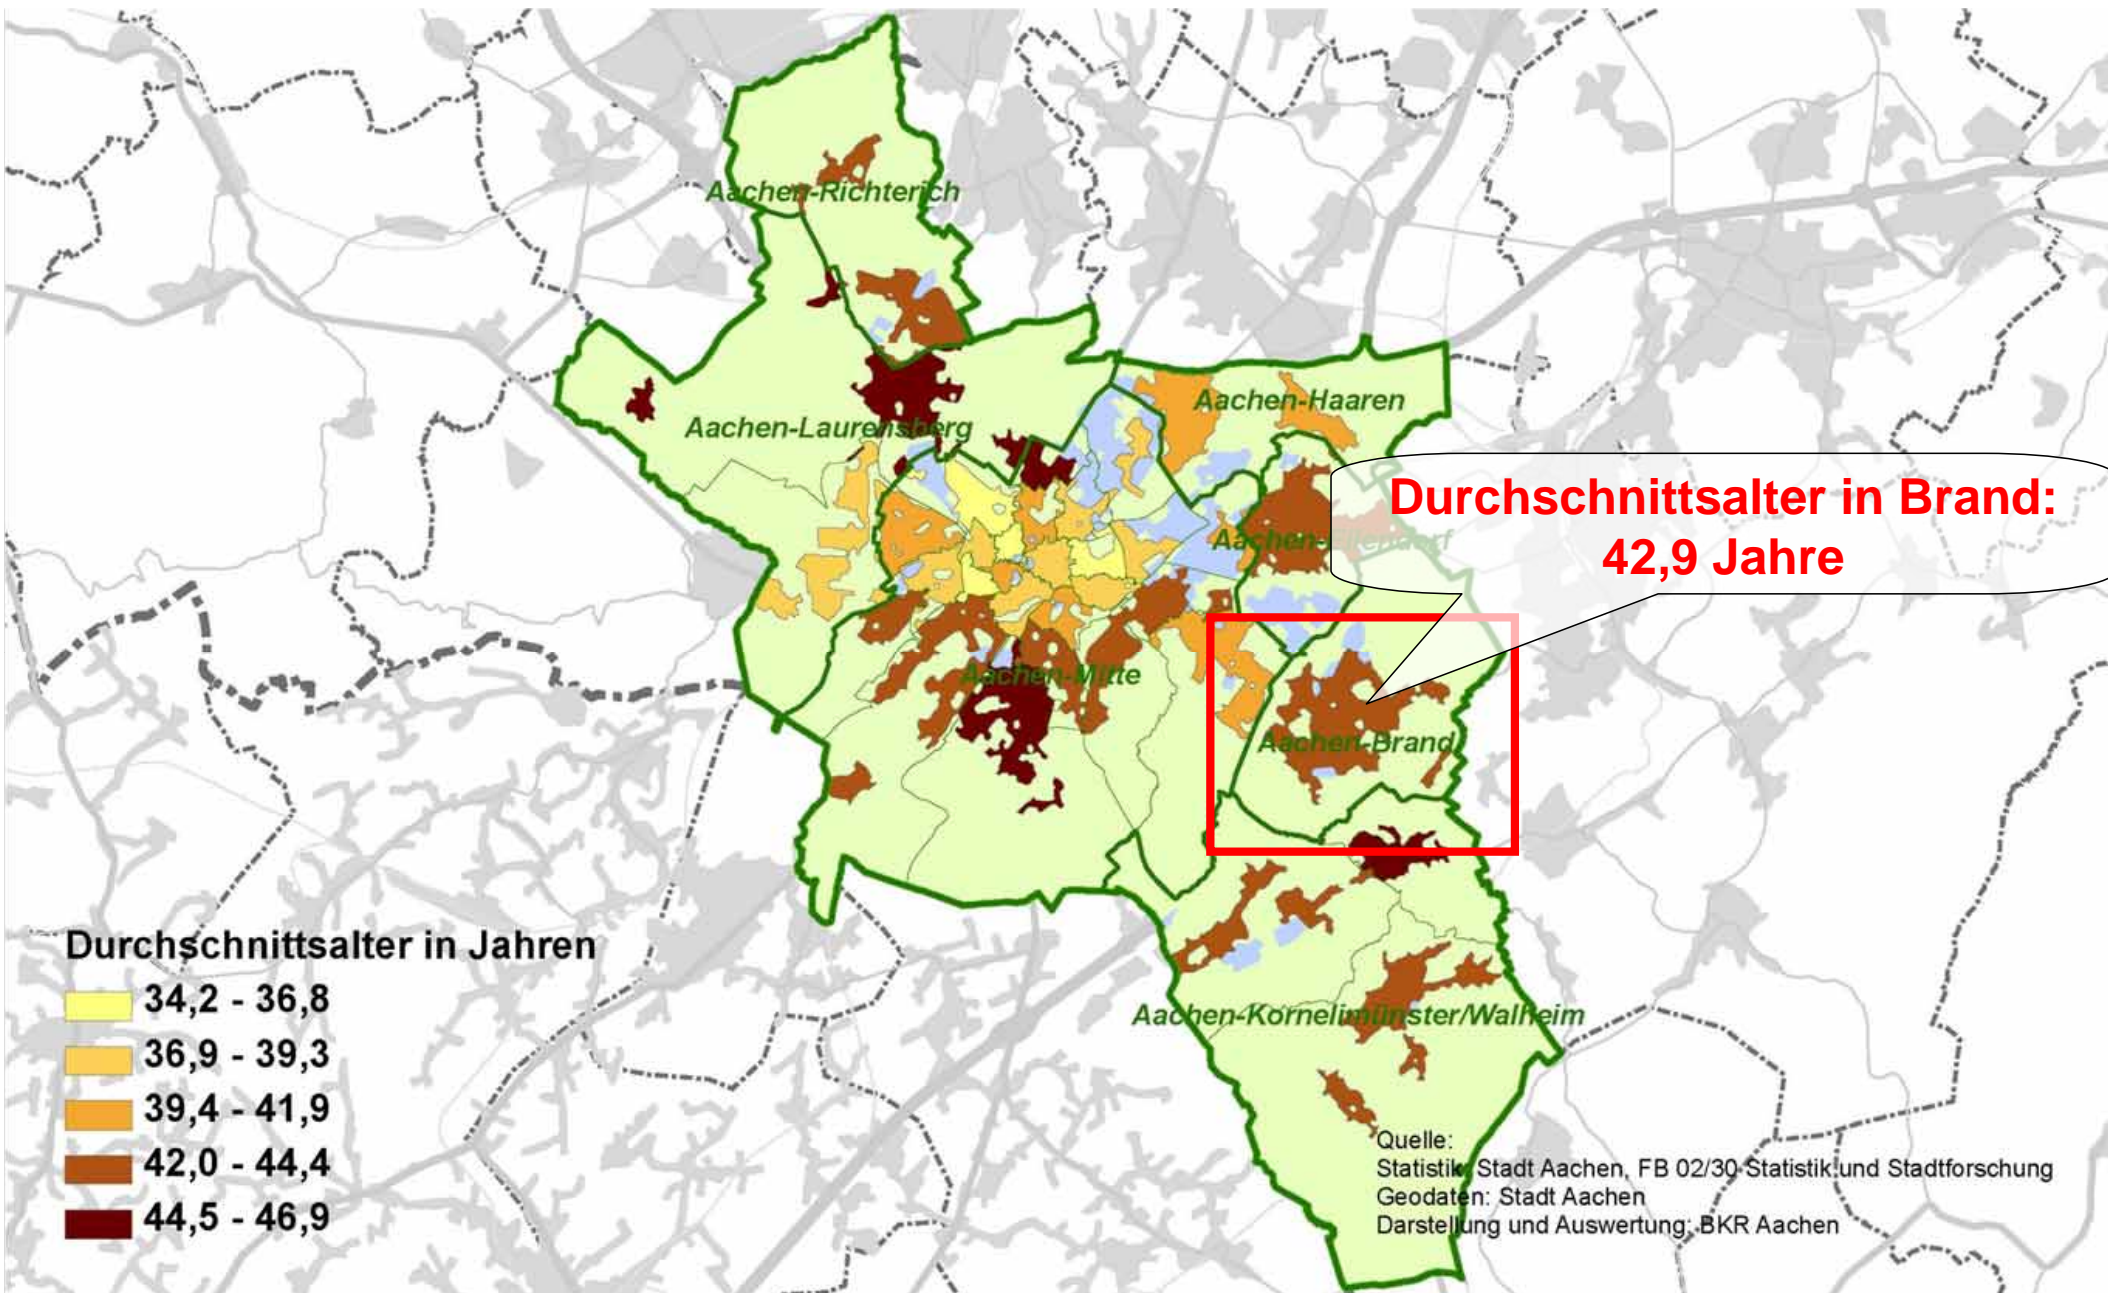 Aachen-Richterich
Aachen-Laurensberg
Aachen-Haaren
Durchschnittsalter in Brand:
42,9 Jahre
Aachen-Eilendorf
Aachen-Mitte
Aachen-Brand
Aachen-Kornelimünster/Walheim
Durchschnittsalter in Jahren
34,2 - 36,8
36,9 - 39,3
39,4 - 41,9
42,0 - 44,4
44,5 - 46,9
Quelle:
Statistik: Stadt Aachen, FB 02/30 Statistik und Stadtforschung
Geodaten: Stadt Aachen
Darstellung und Auswertung: BKR Aachen